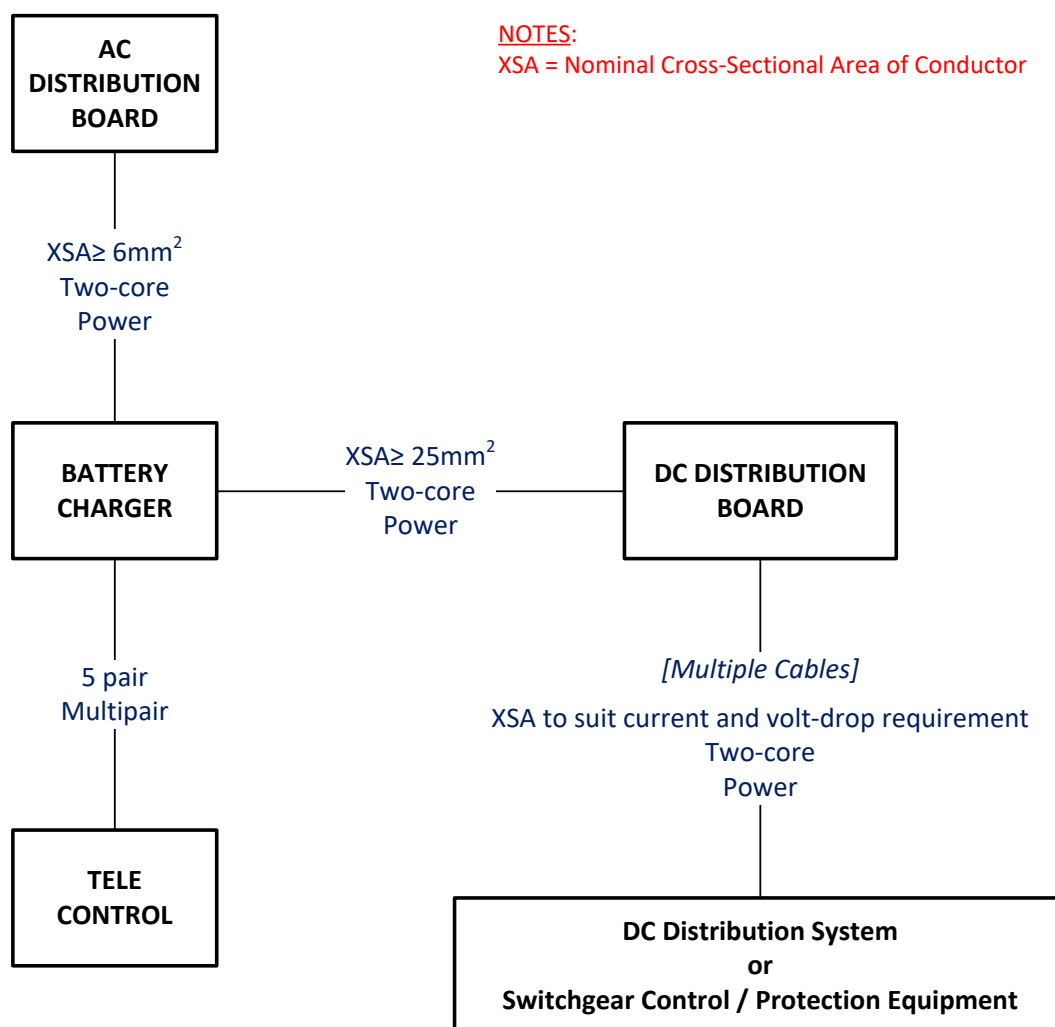 AC
DISTRIBUTION
BOARD
NOTES:
XSA = Nominal Cross-Sectional Area of Conductor
XSA≥ 6mm²
Two-core
Power
BATTERY
CHARGER
XSA≥ 25mm²
Two-core
Power
DC DISTRIBUTION
BOARD
5 pair
Multipair
[Multiple Cables]
XSA to suit current and volt-drop requirement
Two-core
Power
TELE
CONTROL
DC Distribution System
or
Switchgear Control / Protection Equipment